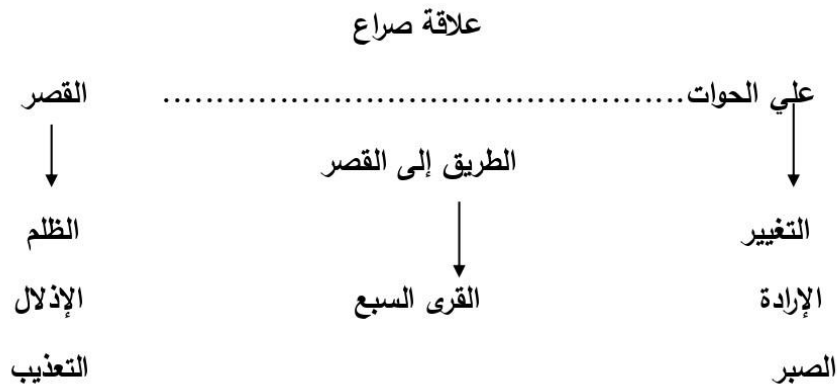 علاقة صراع
علي الحوات................................................ القصر
الطريق إلى القصر
التغيير الظلم
الإرادة القرى السبع الإذلال
الصبر التعذيب